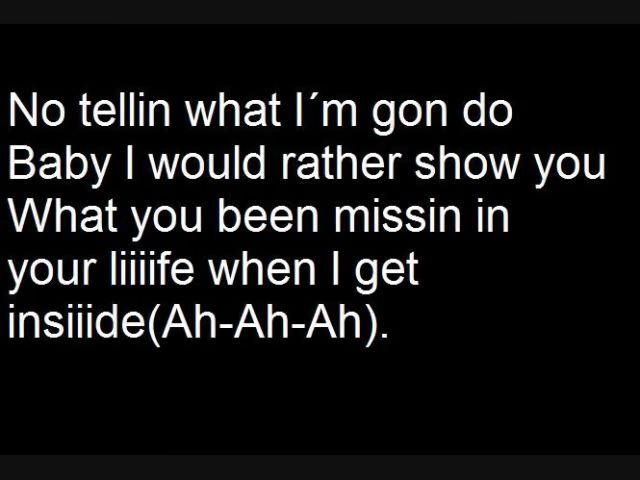 No tellin what I´m gon do
Baby I would rather show you
What you been missin in
your liiiife when I get
insiiide(Ah-Ah-Ah).